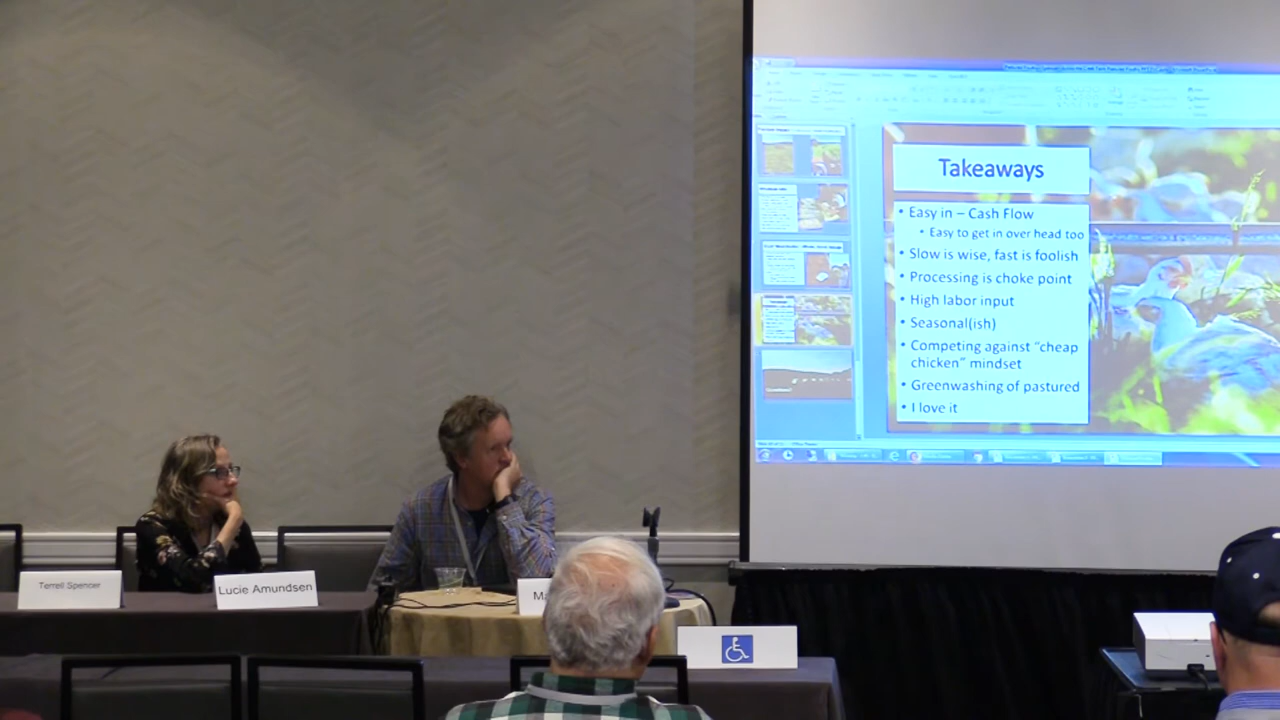 Takeaways
• Easy in – Cash Flow
• Easy to get in over head too
• Slow is wise, fast is foolish
• Processing is choke point
• High labor input
• Seasonal(ish)
• Competing against “cheap
chicken” mindset
• Greenwashing of pastured
• I love it
Terrell Spencer
Lucie Amundsen
Ma